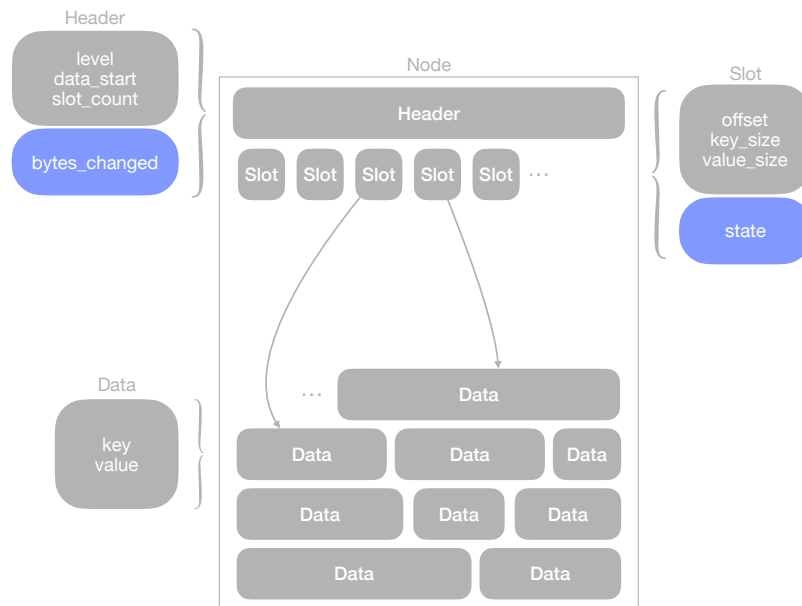 Header
level
data_start
slot_count
bytes_changed
Node
Header
Slot Slot Slot Slot Slot ...
Slot
offset
key_size
value_size
state
Data
key
value
... Data
Data Data Data
Data Data Data
Data Data